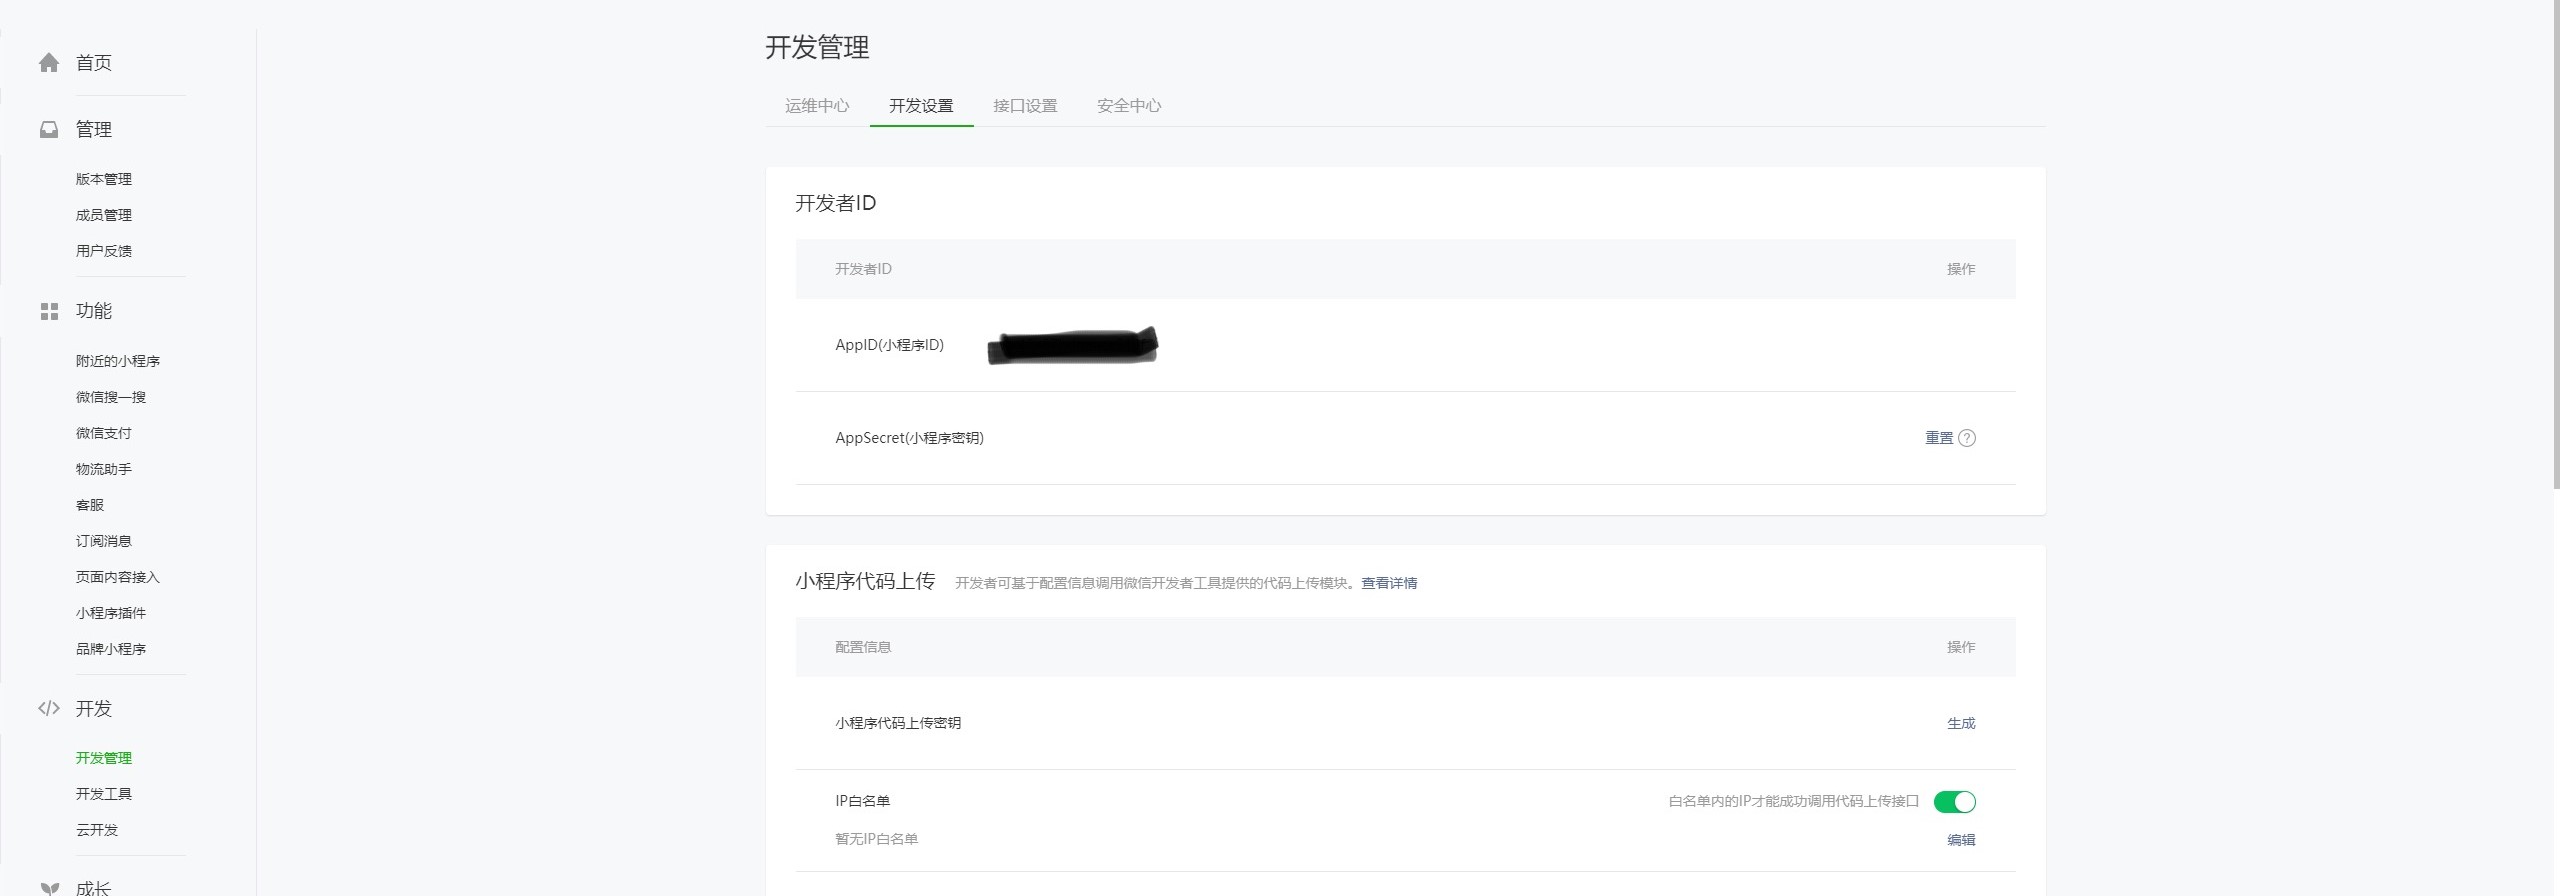 首页
管理
版本管理
成员管理
用户反馈
功能
附近的小程序
微信搜一搜
微信支付
物流助手
客服
订阅消息
页面内容接入
小程序插件
品牌小程序
开发
开发管理
开发工具
云开发
成长
开发管理
运维中心 开发设置 接口设置 安全中心
开发者ID
开发者ID 操作
AppID(小程序ID)
AppSecret(小程序密钥) 重置 ?
小程序代码上传 开发者可基于配置信息调用微信开发者工具提供的代码上传模块。查看详情
配置信息 操作
小程序代码上传密钥 生成
IP白名单 白名单内的IP才能成功调用代码上传接口
暂无IP白名单 编辑